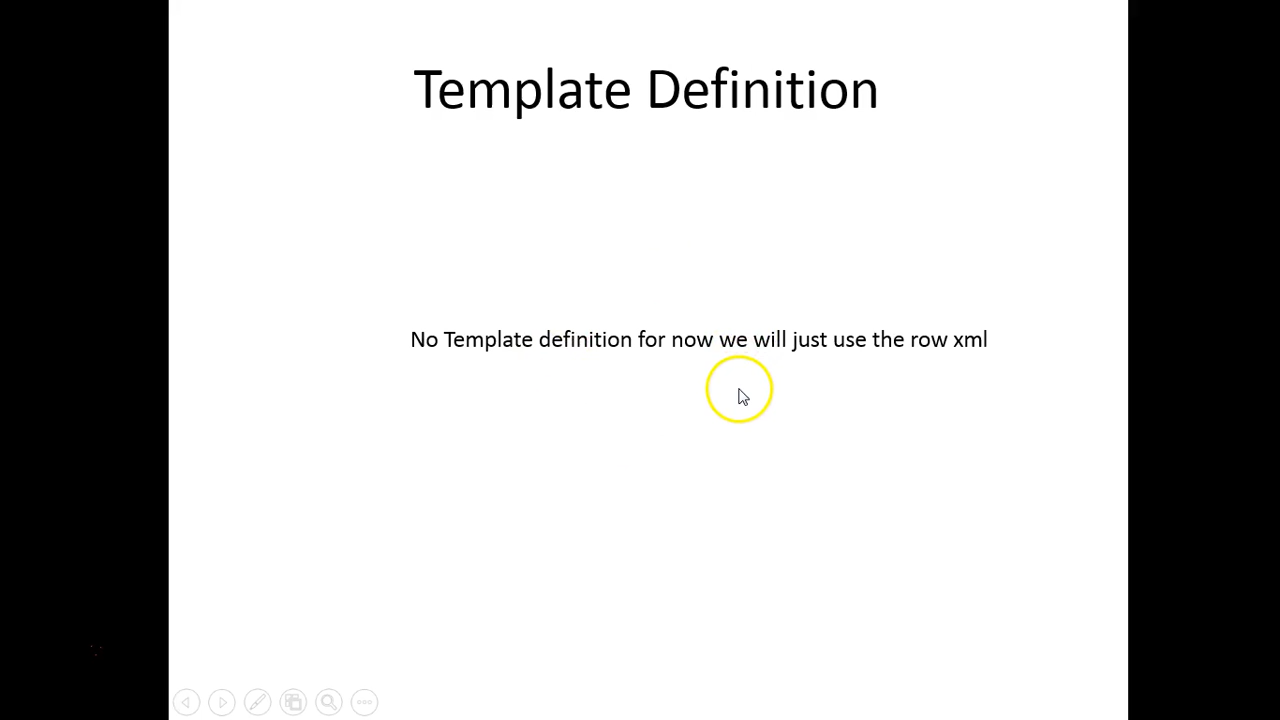 Template Definition
No Template definition for now we will just use the row xml